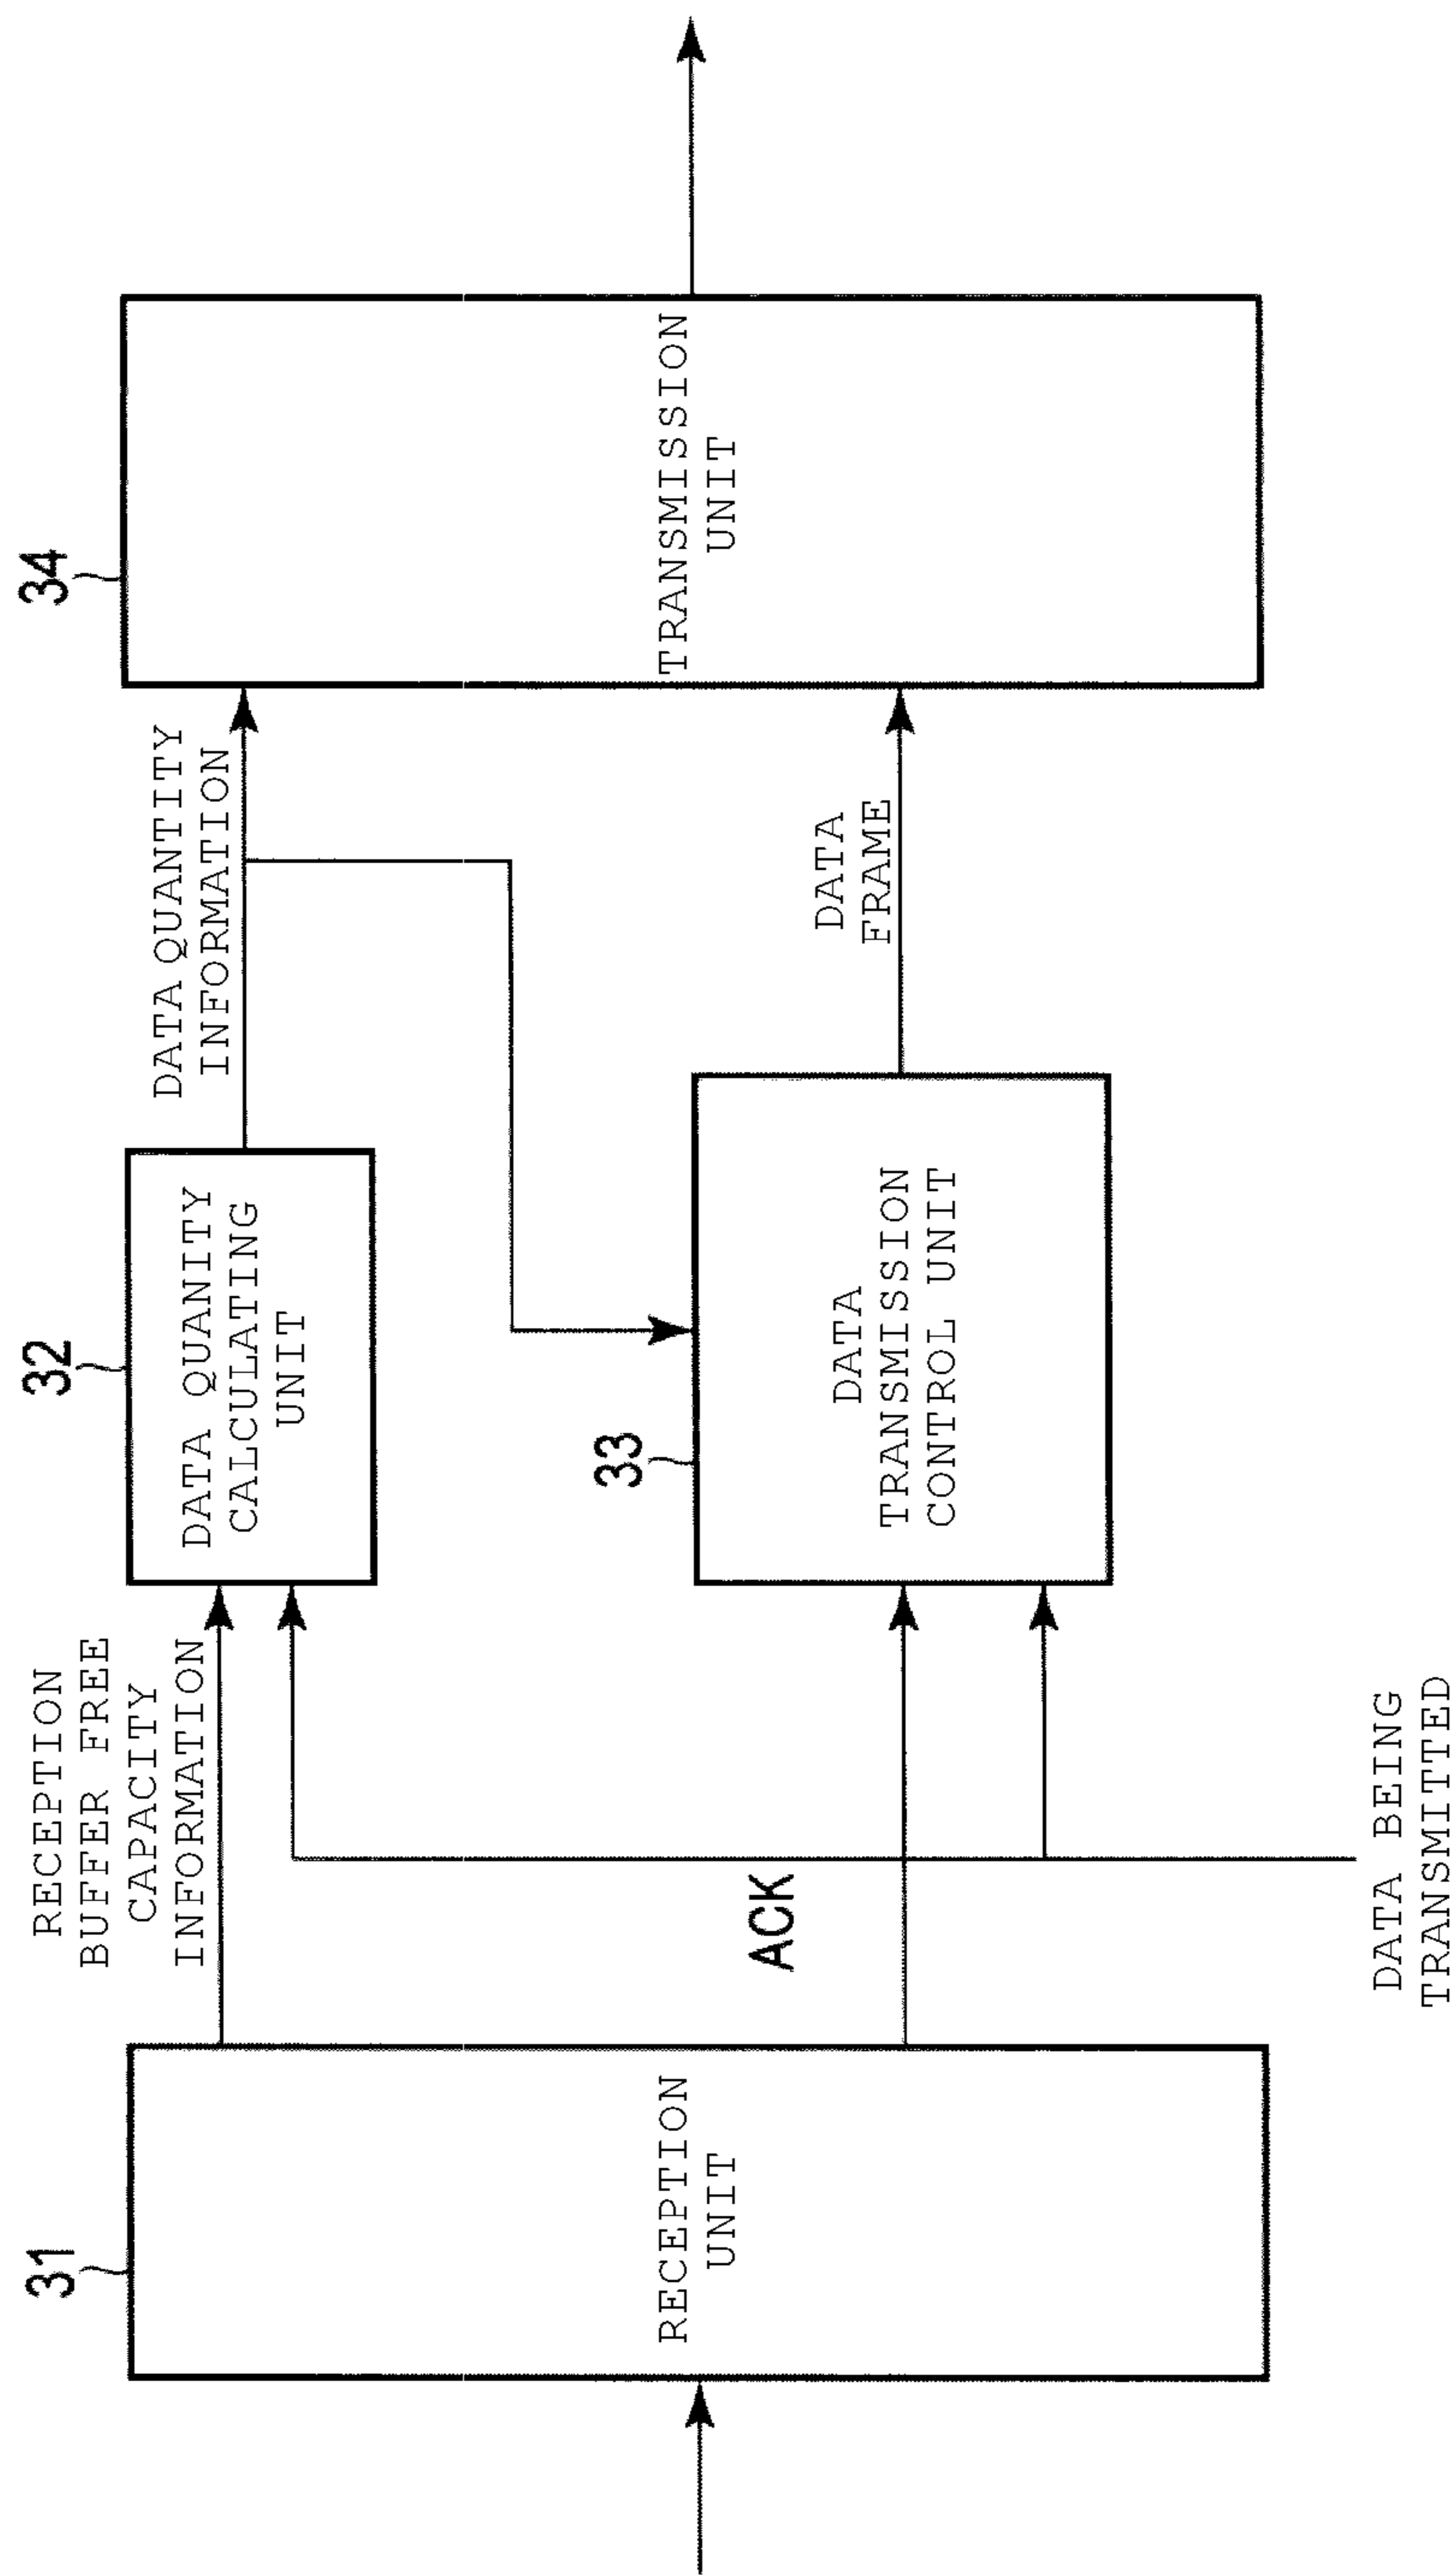 31
RECEPTION
UNIT
RECEPTION
BUFFER FREE
CAPACITY
INFORMATION
ACK
DATA BEING
TRANSMITTED
32
DATA QUANITY
CALCULATING
UNIT
33
DATA
TRANSMISSION
CONTROL UNIT
DATA QUANTITY
INFORMATION
DATA
FRAME
34
TRANSMISSION
UNIT